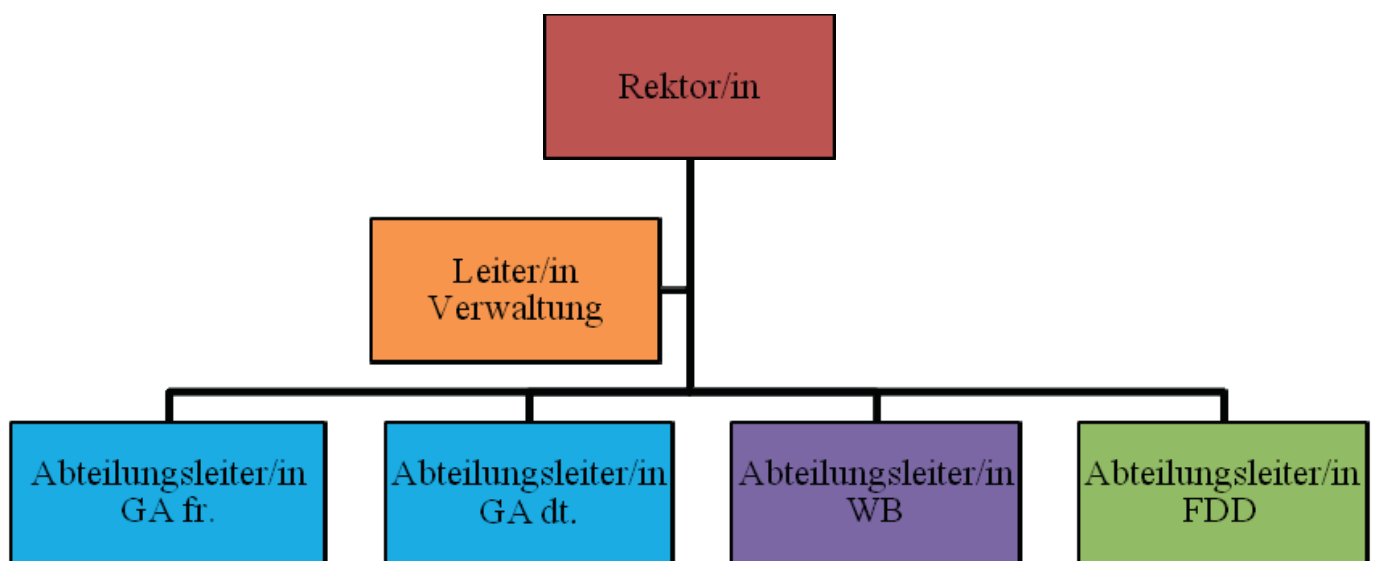 Rektor/in
Leiter/in
Verwaltung
Abteilungsleiter/in
GA fr.
Abteilungsleiter/in
GA dt.
Abteilungsleiter/in
WB
Abteilungsleiter/in
FDD